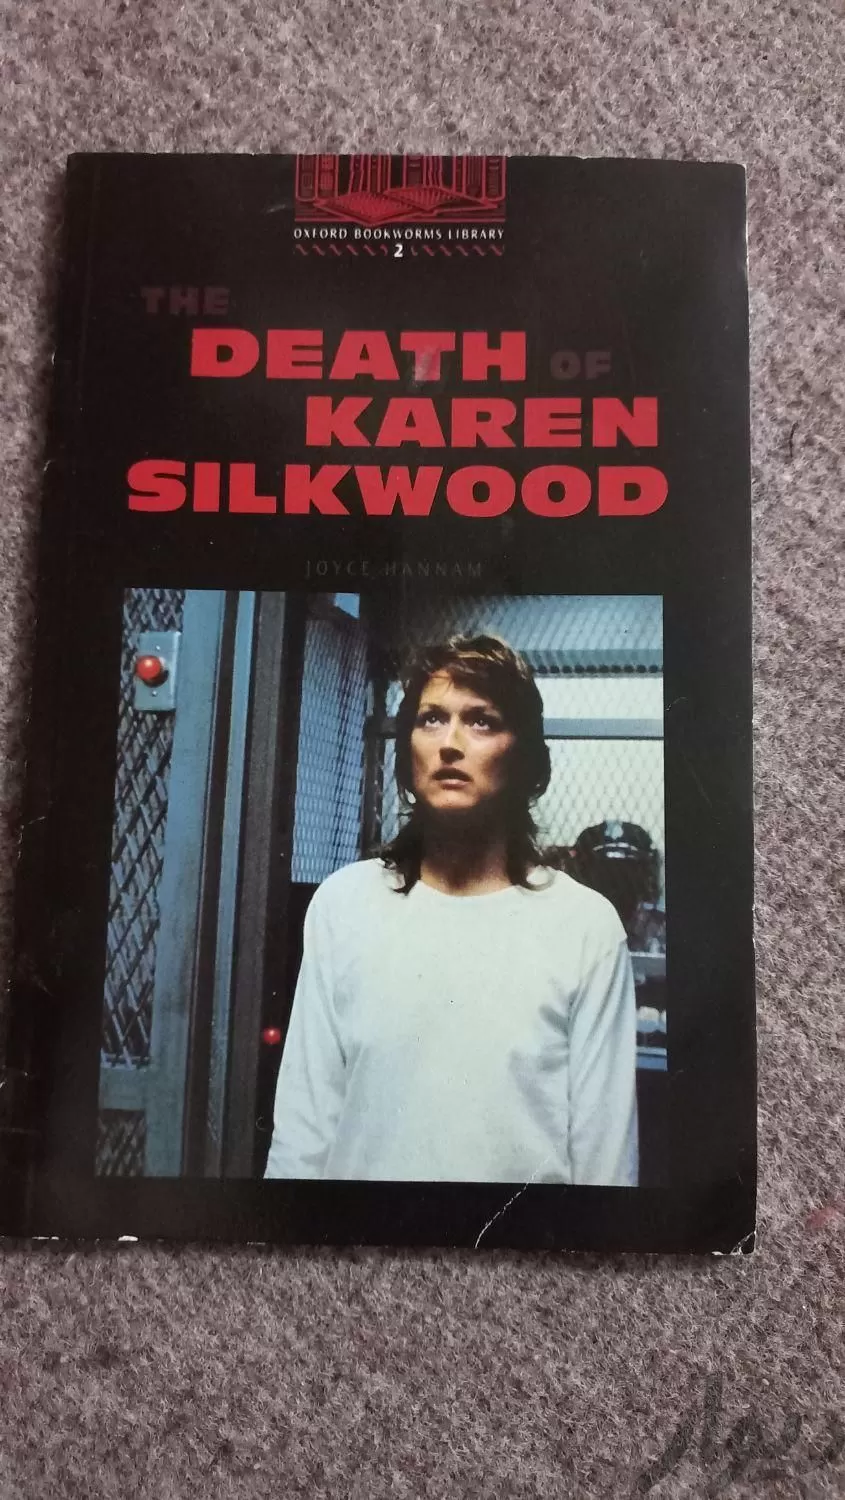 OXFORD BOOKWORMS LIBRARY
2
THE
DEATH OF
KAREN
SILKWOOD
JOYCE HANNAM